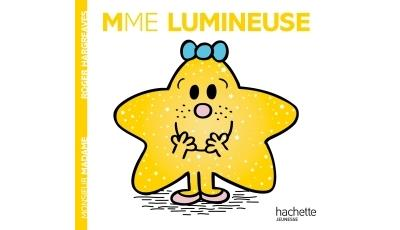 MME LUMINEUSE
ROGER HARGREAVES
MONSIEUR MADAME
hachette
JEUNESSE